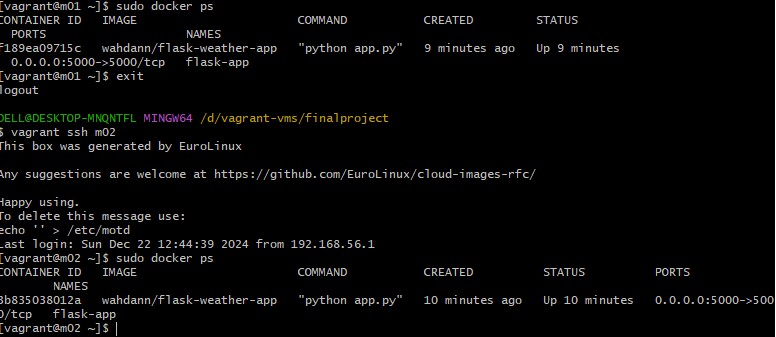 [vagrant@m01 ~]$ sudo docker ps
CONTAINER ID   IMAGE                       COMMAND           CREATED         STATUS
  PORTS                    NAMES
f189ea09715c   wahdann/flask-weather-app   "python app.py"   9 minutes ago   Up 9 minutes
  0.0.0.0:5000->5000/tcp   flask-app
[vagrant@m01 ~]$ exit
logout

DELL@DESKTOP-MNQNTFL MINGW64 /d/vagrant-vms/finalproject
$ vagrant ssh m02
This box was generated by EuroLinux

Any suggestions are welcome at https://github.com/EuroLinux/cloud-images-rfc/

Happy using.
To delete this message use:
echo '' > /etc/motd
Last login: Sun Dec 22 12:44:39 2024 from 192.168.56.1
[vagrant@m02 ~]$ sudo docker ps
CONTAINER ID   IMAGE                       COMMAND           CREATED          STATUS          PORTS
       NAMES
3b835038012a   wahdann/flask-weather-app   "python app.py"   10 minutes ago   Up 10 minutes   0.0.0.0:5000->500
0/tcp   flask-app
[vagrant@m02 ~]$